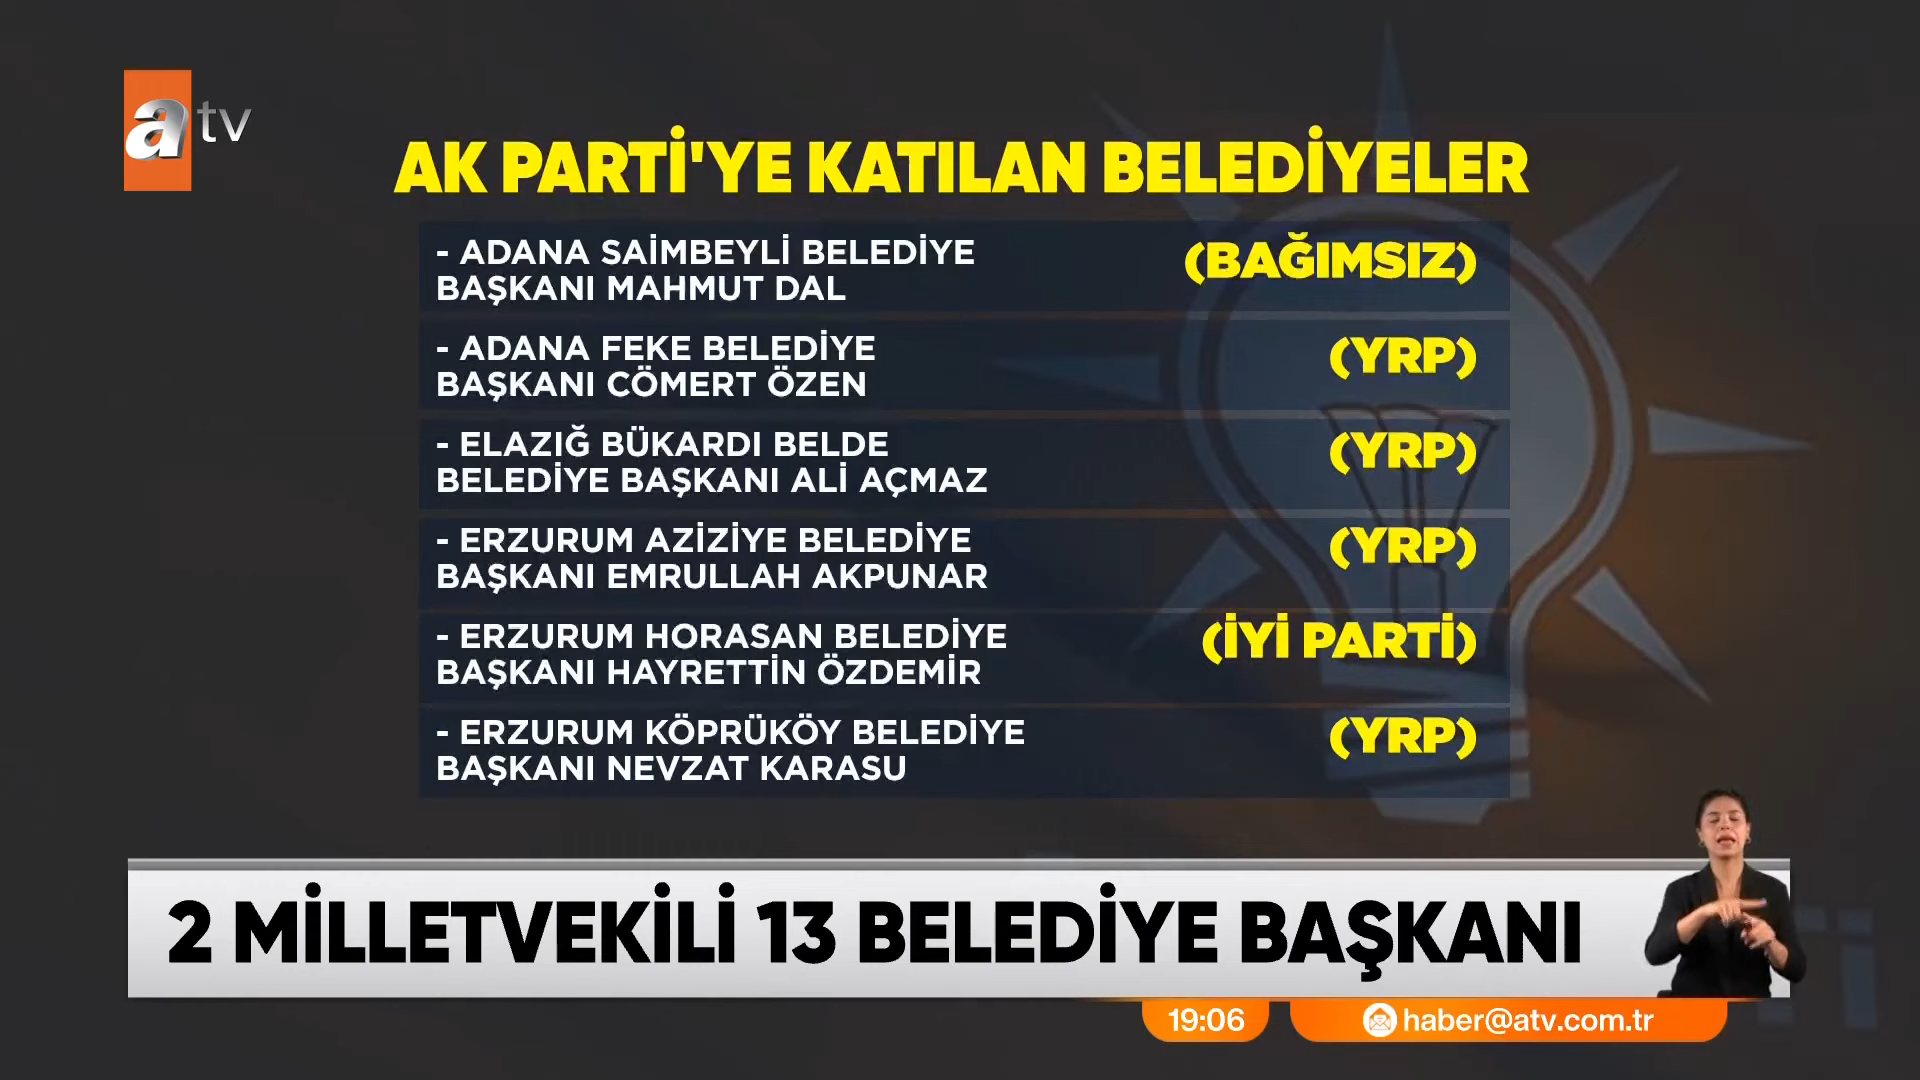 a tv
AK PARTİ'YE KATILAN BELEDİYELER
- ADANA SAİMBEYLİ BELEDİYE
BAŞKANI MAHMUT DAL
(BAĞIMSIZ)
- ADANA FEKE BELEDİYE
BAŞKANI CÖMERT ÖZEN
(YRP)
- ELAZIĞ BÜKARDI BELDE
BELEDİYE BAŞKANI ALİ AÇMAZ
(YRP)
- ERZURUM AZİZİYE BELEDİYE
BAŞKANI EMRULLAH AKPUNAR
(YRP)
- ERZURUM HORASAN BELEDİYE
BAŞKANI HAYRETTİN ÖZDEMİR
(İYİ PARTİ)
- ERZURUM KÖPRÜKÖY BELEDİYE
BAŞKANI NEVZAT KARASU
(YRP)
2 MİLLETVEKİLİ 13 BELEDİYE BAŞKANI
19:06
haber@atv.com.tr